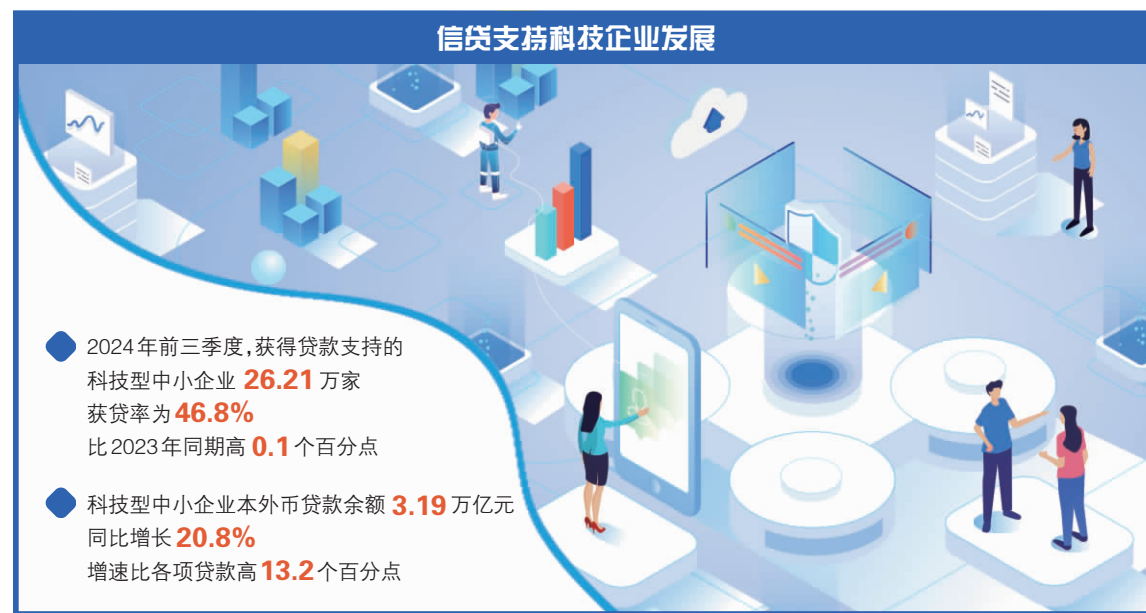 信贷支持科技企业发展
2024年前三季度,获得贷款支持的
科技型中小企业 26.21 万家
获贷率为46.8%
比2023年同期高 0.1个百分点
科技型中小企业本外币贷款余额 3.19 万亿元
同比增长20.8%
增速比各项贷款高13.2个百分点